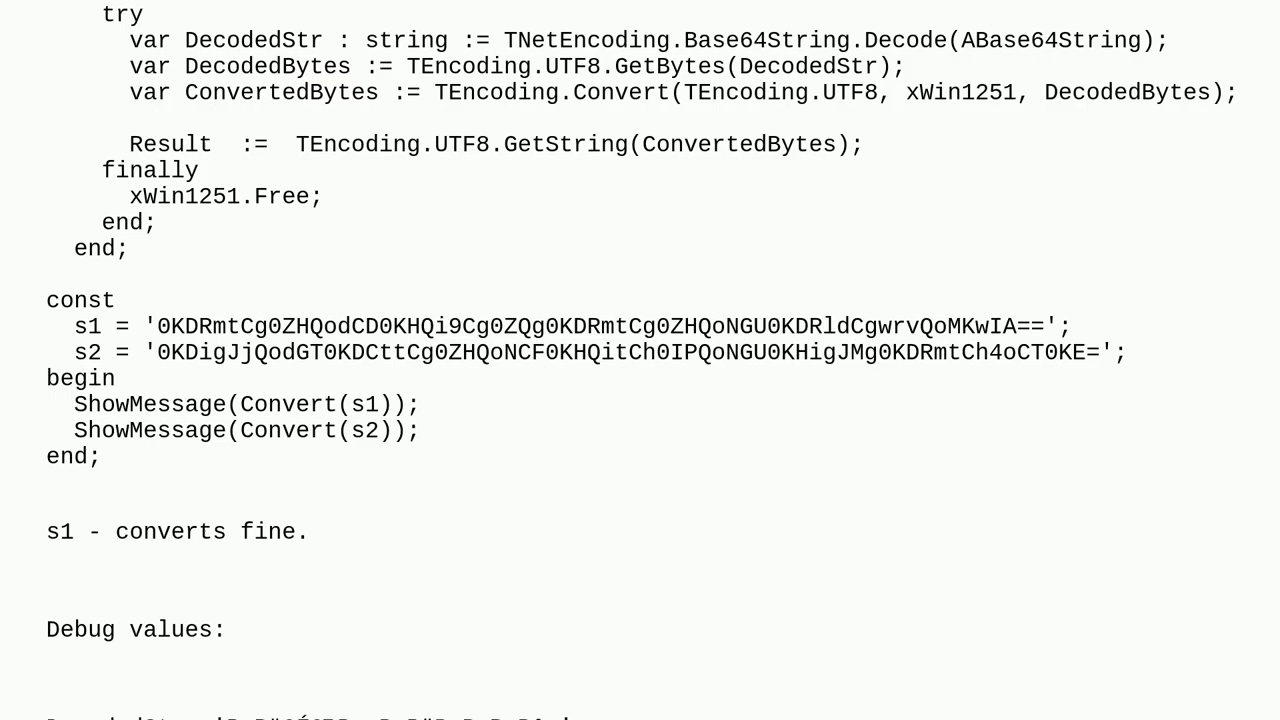 try
var DecodedStr : string := TNetEncoding.Base64String.Decode(ABase64String);
var DecodedBytes := TEncoding.UTF8.GetBytes(DecodedStr);
var ConvertedBytes := TEncoding.Convert(TEncoding.UTF8, xWin1251, DecodedBytes);
Result  :=  TEncoding.UTF8.GetString(ConvertedBytes);
finally
xWin1251.Free;
end;
end;
const
s1 = '0KDRmtCg0ZHQodCD0KHQi9Cg0ZQg0KDRmtCg0ZHQoNGU0KDRldCgwrvQoMKwIA==';
s2 = '0KDigJjQodGT0KDCttCg0ZHQoNCF0KHQitCh0IPQoNGU0KHigJMg0KDRmtCh4oCT0KE=';
begin
ShowMessage(Convert(s1));
ShowMessage(Convert(s2));
end;
s1 - converts fine.
Debug values: